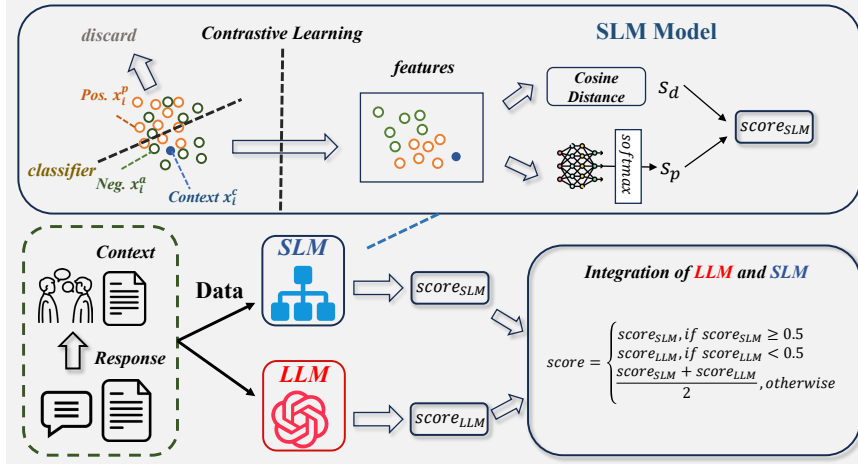 discard
Contrastive Learning
SLM Model
features
Pos. x_i^p
classifier
Neg. x_i^a
Context x_i^c
Cosine
Distance
s_d
softmax
s_p
score_SLM
Context
Response
Data
SLM
LLM
score_SLM
score_LLM
Integration of LLM and SLM
score = {
score_SLM, if score_SLM ≥ 0.5
score_LLM, if score_LLM < 0.5
score_SLM + score_LLM
2
, otherwise